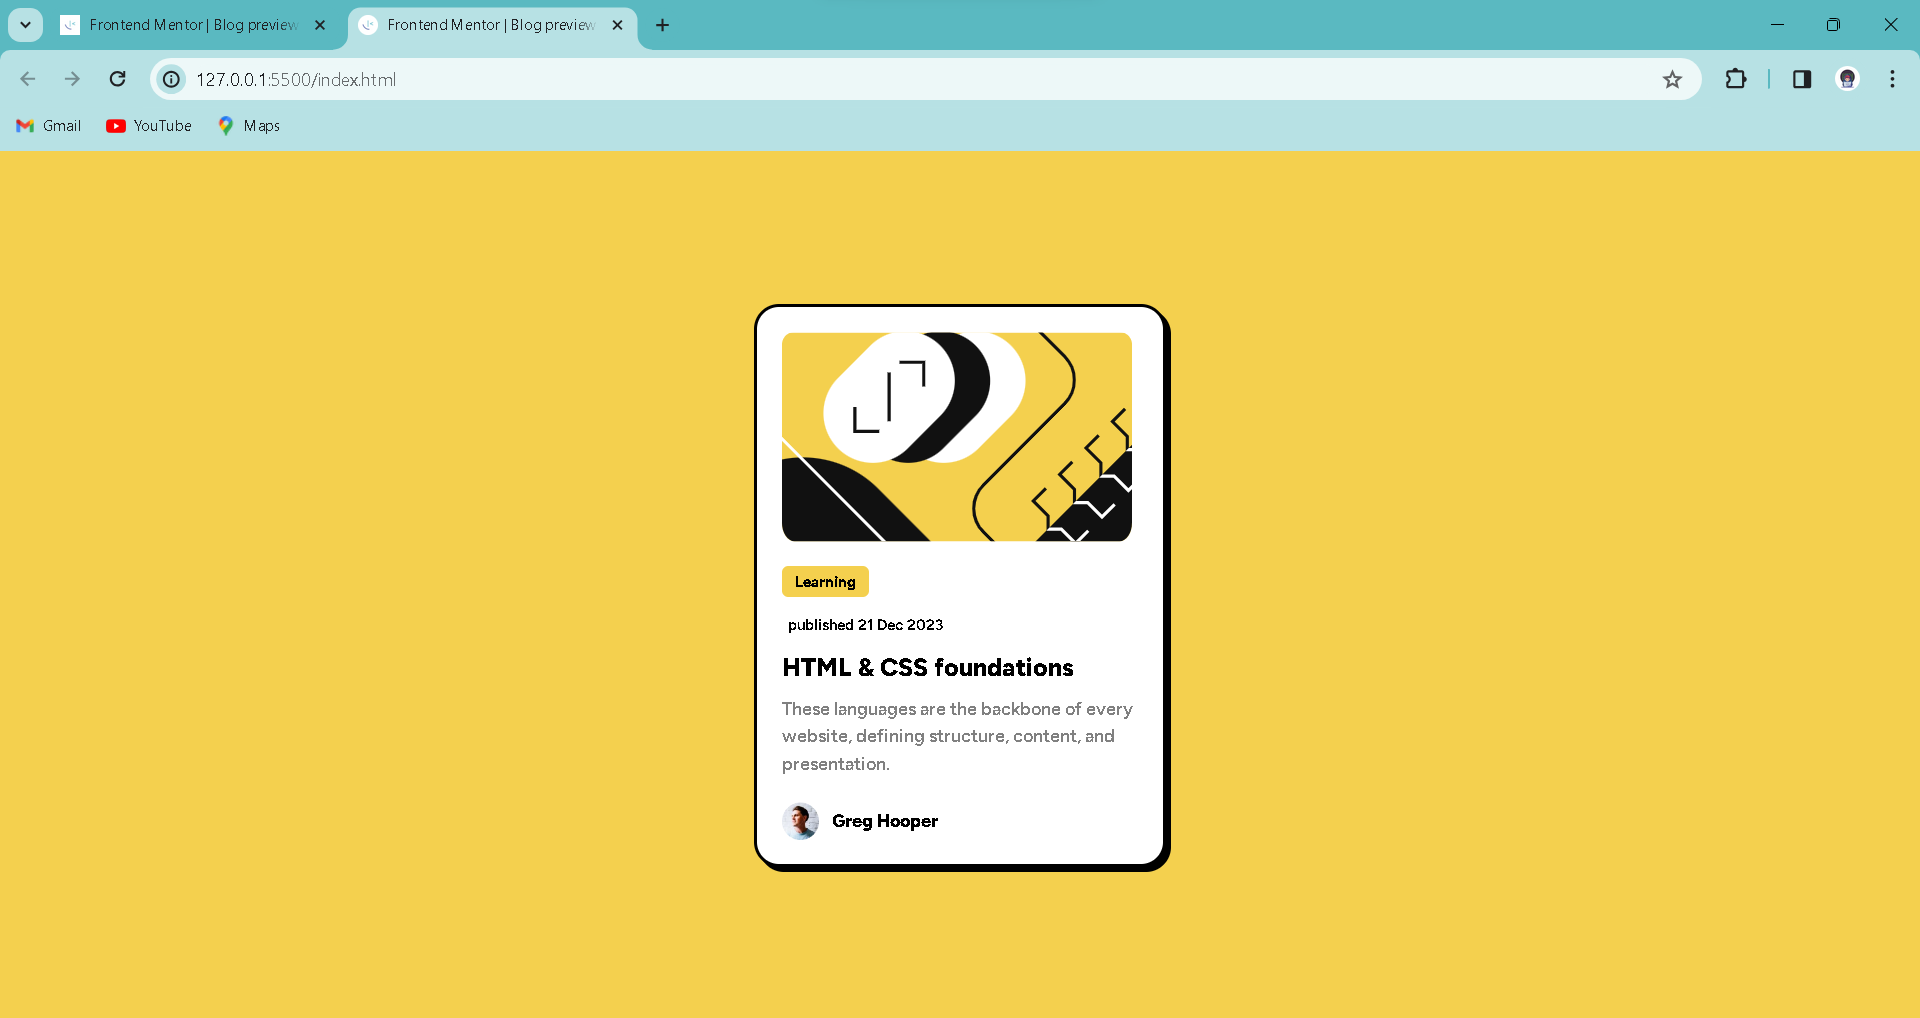 Frontend Mentor | Blog preview
Frontend Mentor | Blog preview
127.0.0.1:5500/index.html
Gmail
YouTube
Maps
Learning
published 21 Dec 2023
HTML & CSS foundations
These languages are the backbone of every
website, defining structure, content, and
presentation.
Greg Hooper